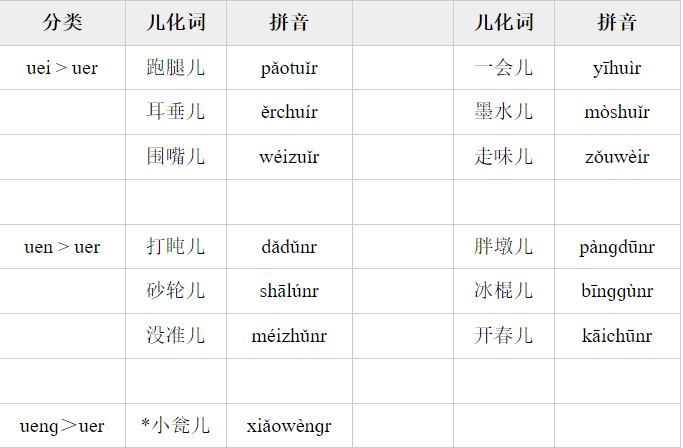 分类 儿化词 拼音 儿化词 拼音
uei > uer 跑腿儿 pǎotuǐr 一会儿 yīhuìr
耳垂儿 ěrchuír 墨水儿 mòshuǐr
围嘴儿 wéizuǐr 走味儿 zǒuwèir
uen > uer 打盹儿 dǎdǔnr 胖墩儿 pàngdūnr
砂轮儿 shālúnr 冰棍儿 bīnggùnr
没准儿 méizhǔnr 开春儿 kāichūnr
ueng＞uer *小瓮儿 xiǎowèngr